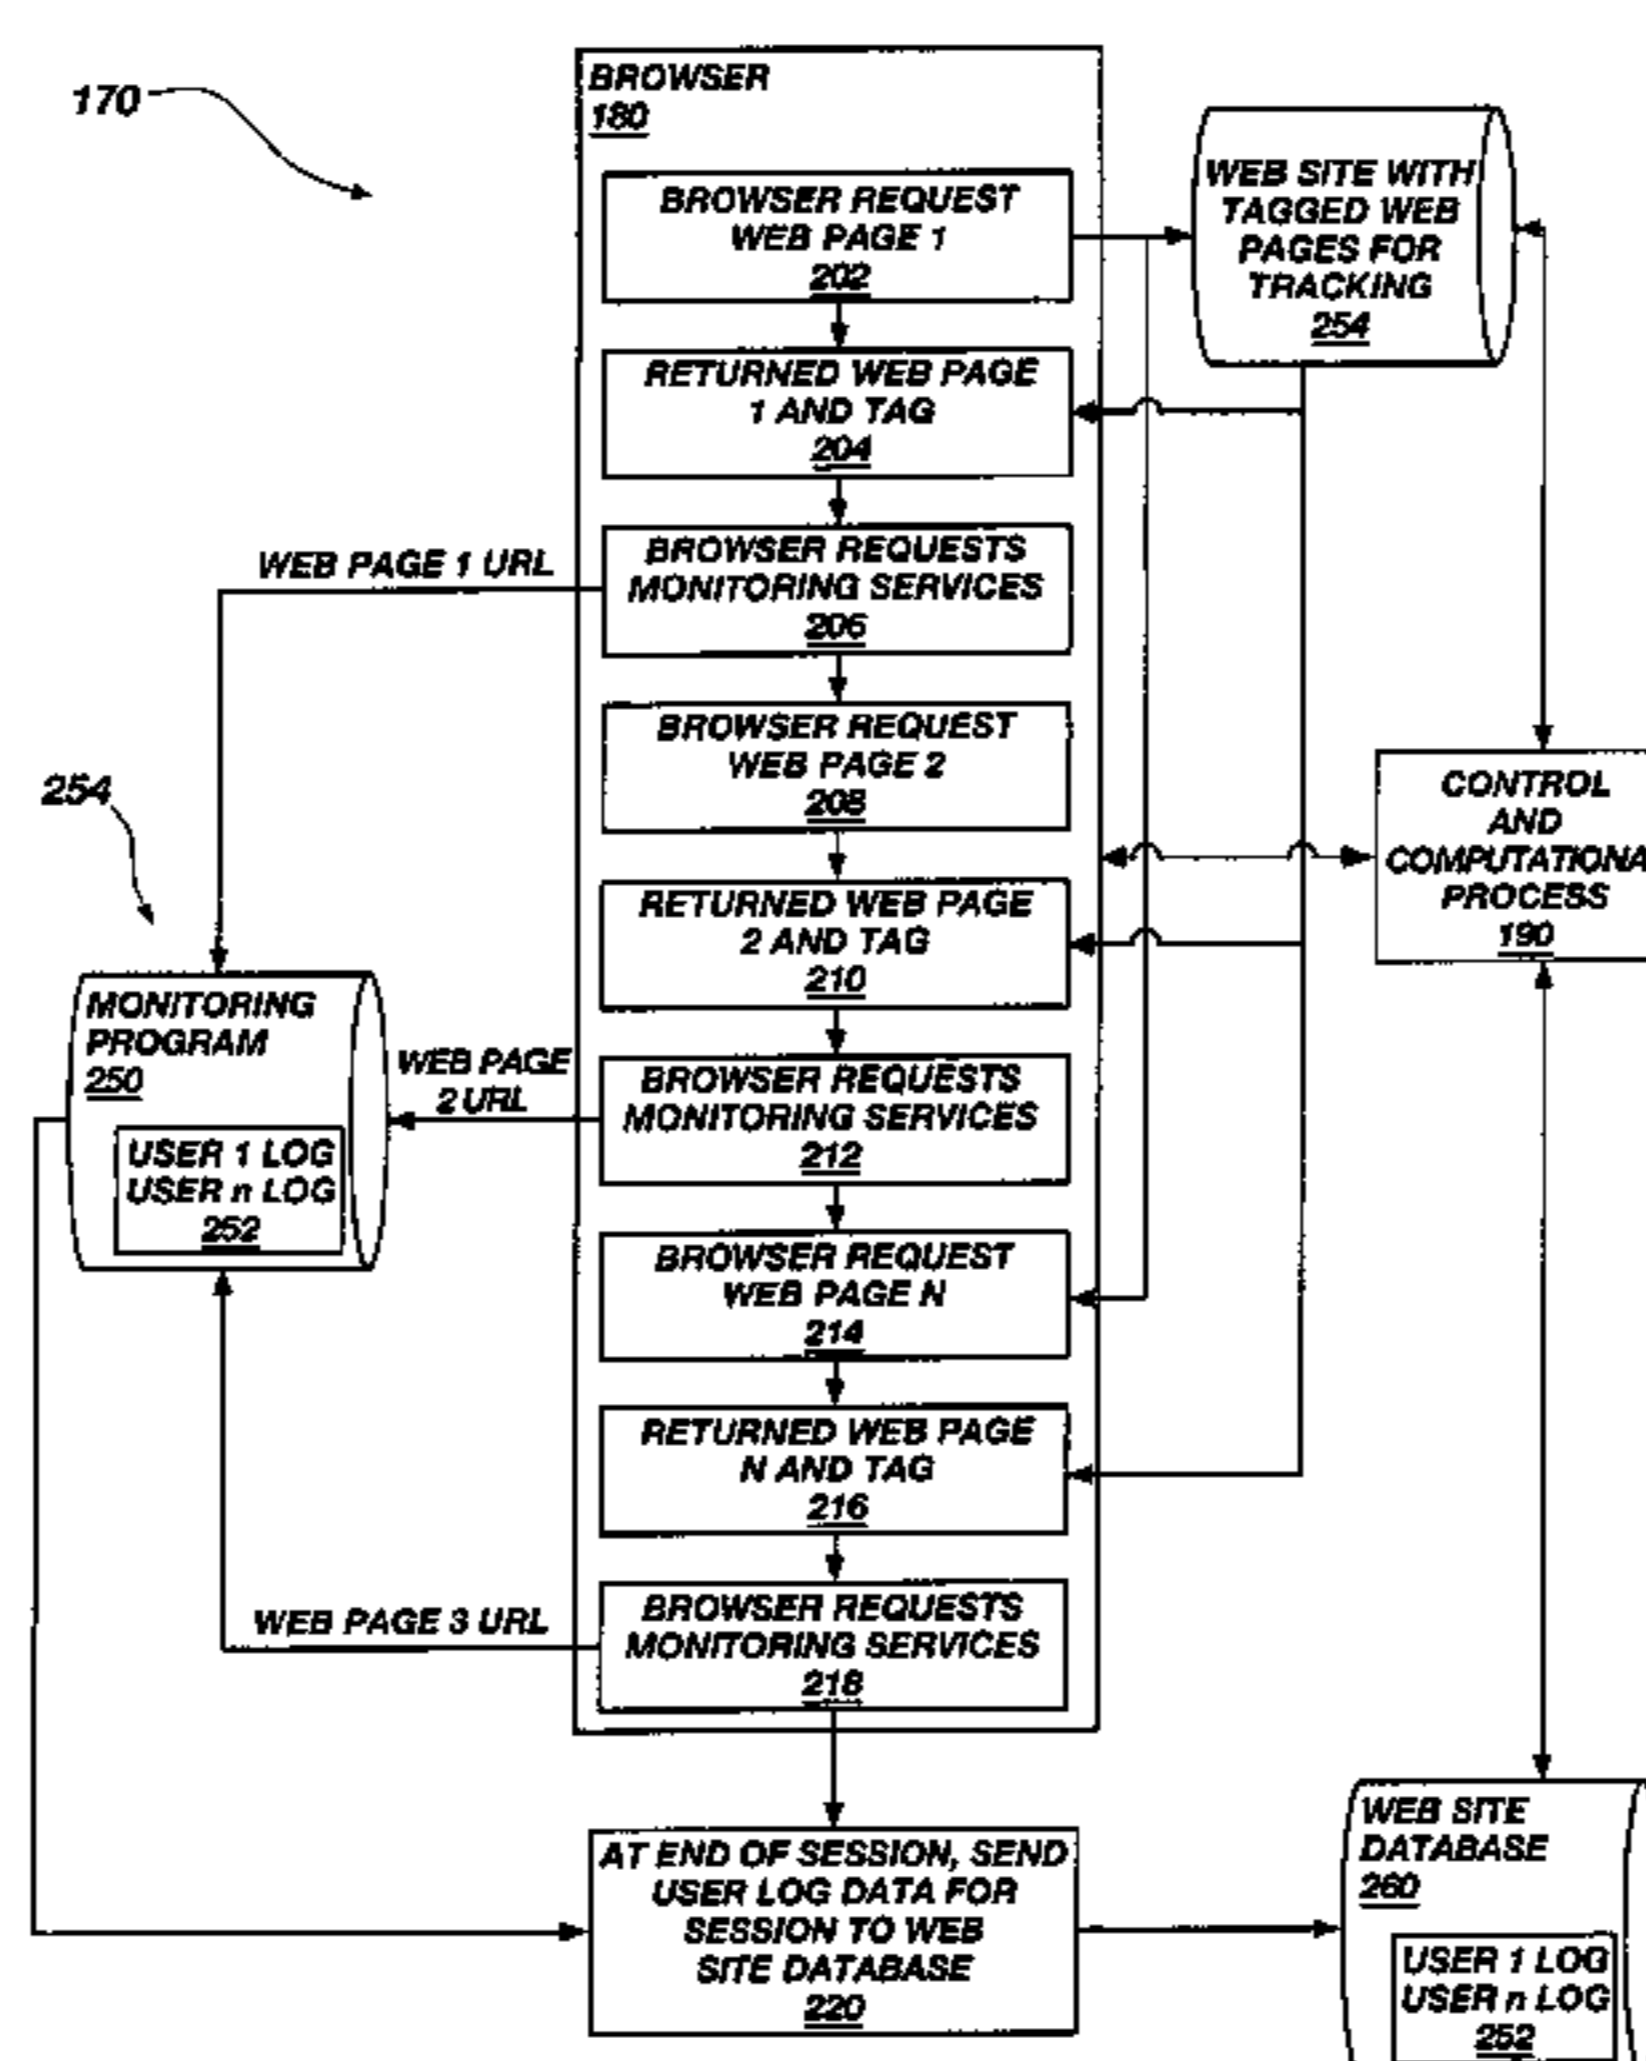 170
BROWSER
180
BROWSER REQUEST
WEB PAGE 1
202
WEB SITE WITH
TAGGED WEB
PAGES FOR
TRACKING
254
RETURNED WEB PAGE
1 AND TAG
204
WEB PAGE 1 URL
BROWSER REQUESTS
MONITORING SERVICES
206
BROWSER REQUEST
WEB PAGE 2
208
254
CONTROL
AND
COMPUTATIONA
PROCESS
190
RETURNED WEB PAGE
2 AND TAG
210
MONITORING
PROGRAM
250
USER 1 LOG
USER n LOG
252
WEB PAGE
2 URL
BROWSER REQUESTS
MONITORING SERVICES
212
BROWSER REQUEST
WEB PAGE N
214
RETURNED WEB PAGE
N AND TAG
216
WEB PAGE 3 URL
BROWSER REQUESTS
MONITORING SERVICES
218
AT END OF SESSION, SEND
USER LOG DATA FOR
SESSION TO WEB
SITE DATABASE
220
WEB SITE
DATABASE
260
USER 1 LOG
USER n LOG
252